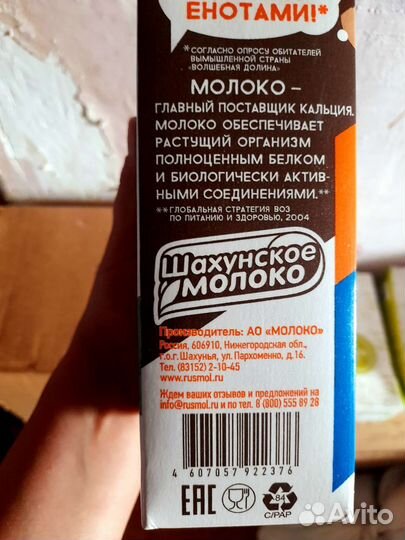 ЕНОТАМИ!*
*СОГЛАСНО ОПРОСУ ОБИТАТЕЛЕЙ
ВЫМЫШЛЕННОЙ СТРАНЫ
«ВОЛШЕБНАЯ ДОЛИНА»
МОЛОКО –
ГЛАВНЫЙ ПОСТАВЩИК КАЛЬЦИЯ.
МОЛОКО ОБЕСПЕЧИВАЕТ
РАСТУЩИЙ ОРГАНИЗМ
ПОЛНОЦЕННЫМ БЕЛКОМ
И БИОЛОГИЧЕСКИ АКТИВ-
НЫМИ СОЕДИНЕНИЯМИ.**
**ГЛОБАЛЬНАЯ СТРАТЕГИЯ ВОЗ
ПО ПИТАНИЮ И ЗДОРОВЬЮ, 2004
Шахунское
МОЛОКО
Производитель: АО «МОЛОКО»
Россия, 606910, Нижегородская обл.,
г.о.г. Шахунья, ул. Пархоменко, д.16.
Тел. (83152) 2-10-45
www.rusmol.ru
Ждем ваших отзывов и предложений на
info@rusmol.ru и по тел. 8 (800) 555 89 28
4 607057 922376
EAC
84
C/PAP
Avito